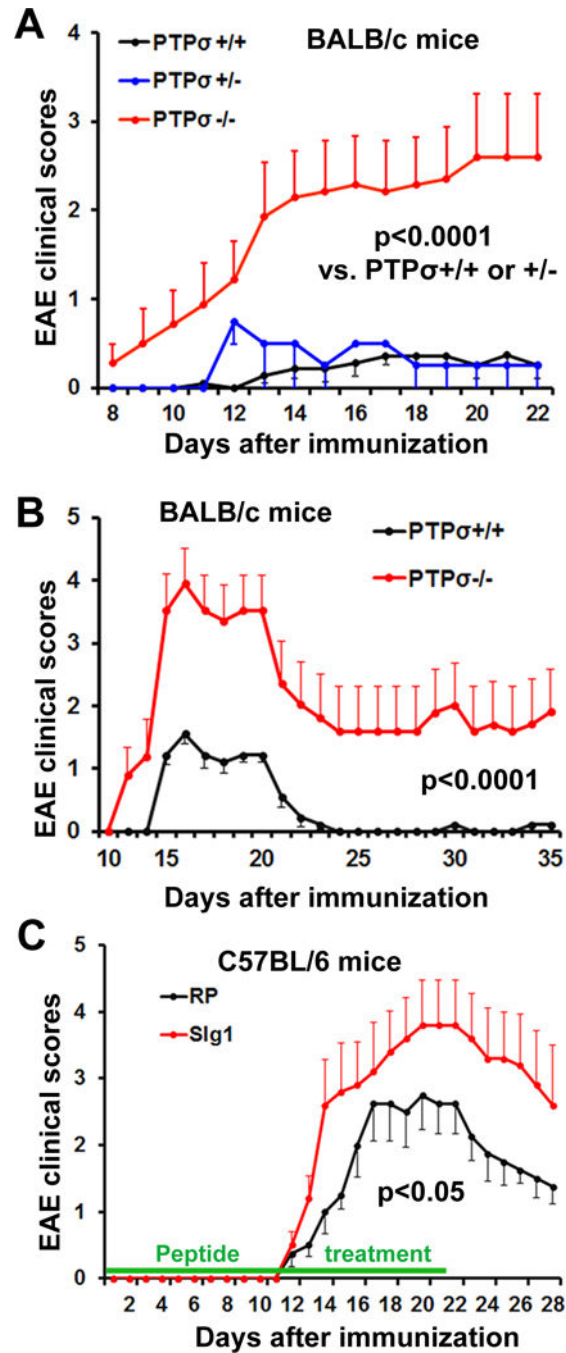 A
BALB/c mice
PTPσ+/+
PTPσ+/-
PTPσ-/-
EAE clinical scores
4
3
2
1
0
p<0.0001
vs. PTPσ+/+ or +/-
8 10 12 14 16 18 20 22
Days after immunization
B
BALB/c mice
PTPσ+/+
PTPσ-/-
EAE clinical scores
5
4
3
2
1
0
p<0.0001
10 15 20 25 30 35
Days after immunization
C
C57BL/6 mice
RP
SIg1
EAE clinical scores
5
4
3
2
1
0
p<0.05
Peptide treatment
2 4 6 8 10 12 14 16 18 20 22 24 26 28
Days after immunization